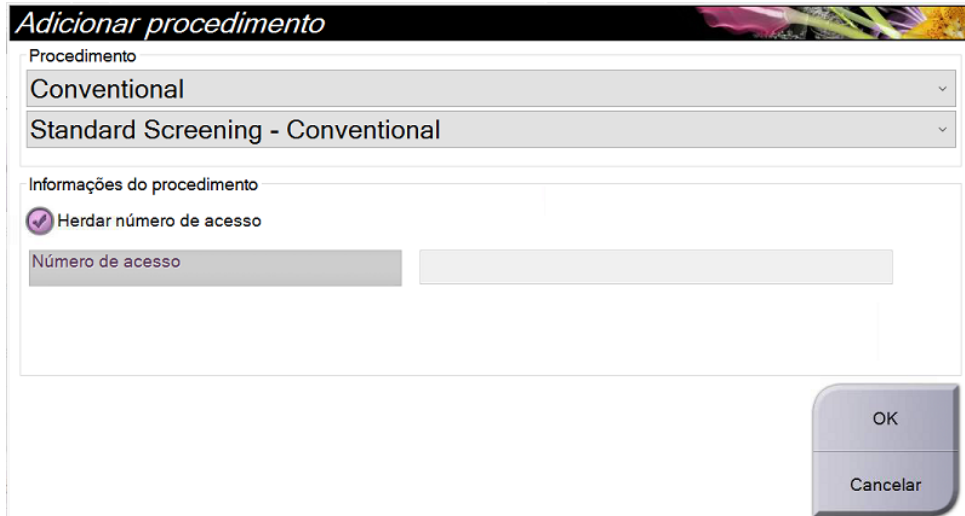 Adicionar procedimento
Procedimento
Conventional
Standard Screening - Conventional
Informações do procedimento
Herdar número de acesso
Número de acesso
OK
Cancelar